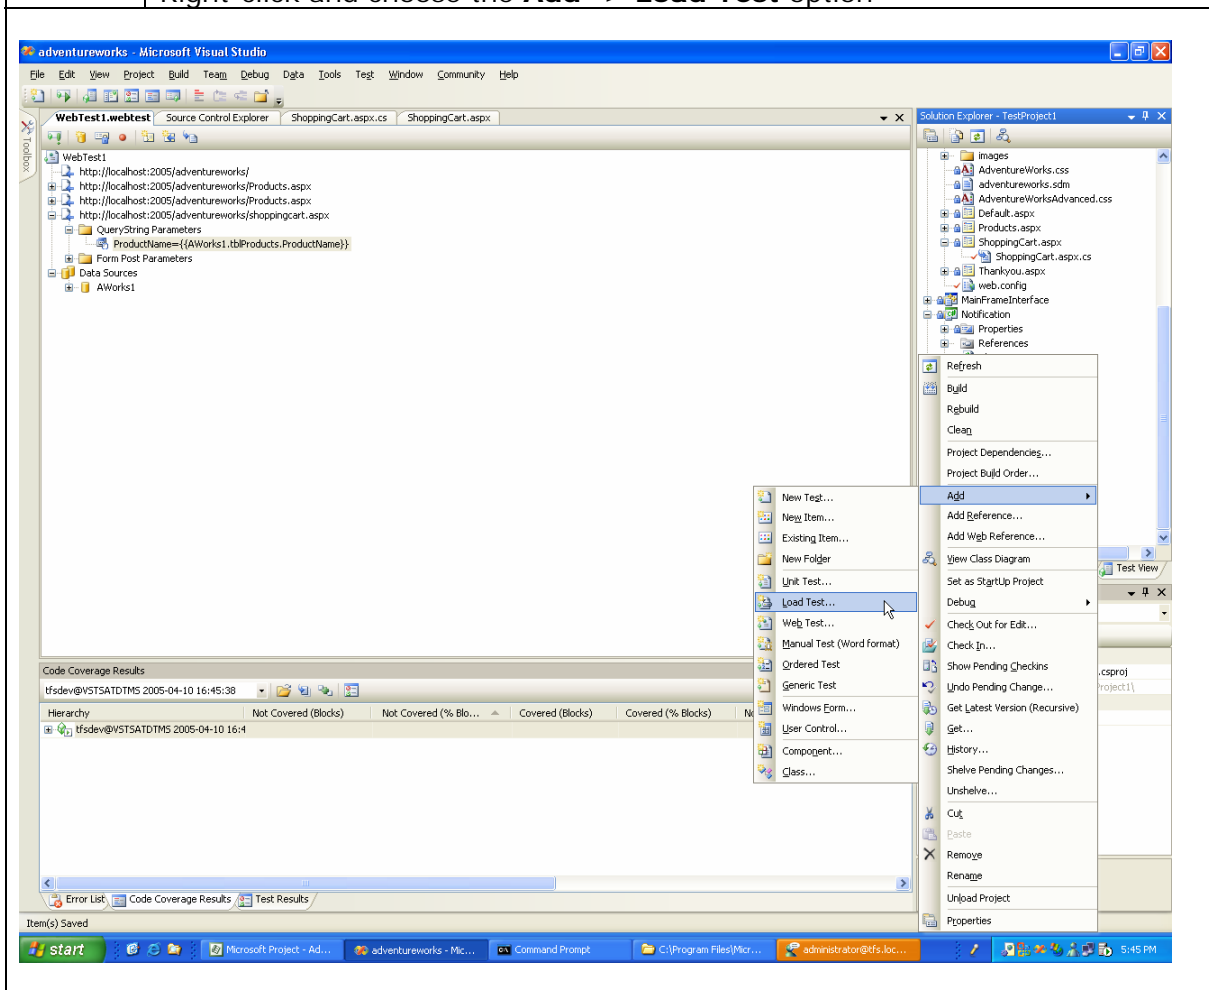 Right-click and choose the Add -> Load Test option
adventureworks - Microsoft Visual Studio
File Edit View Project Build Team Debug Data Tools Test Window Community Help
WebTest1.webtest Source Control Explorer ShoppingCart.aspx.cs ShoppingCart.aspx
Toolbox
WebTest1
http://localhost:2005/adventureworks/
http://localhost:2005/adventureworks/Products.aspx
http://localhost:2005/adventureworks/Products.aspx
http://localhost:2005/adventureworks/shoppingcart.aspx
QueryString Parameters
ProductName={{AWorks1.tblProducts.ProductName}}
Form Post Parameters
Data Sources
AWorks1
Solution Explorer - TestProject1
images
AdventureWorks.css
adventureworks.sdm
AdventureWorksAdvanced.css
Default.aspx
Products.aspx
ShoppingCart.aspx
ShoppingCart.aspx.cs
Thankyou.aspx
web.config
MainFrameInterface
Notification
Properties
References
Refresh
Build
Rebuild
Clean
Project Dependencies...
Project Build Order...
Add
Add Reference...
Add Web Reference...
View Class Diagram
Set as StartUp Project
Debug
Check Out for Edit...
Check In...
Show Pending Checkins
Undo Pending Change...
Get Latest Version (Recursive)
Get...
History...
Shelve Pending Changes...
Unshelve...
Cut
Paste
Remove
Rename
Unload Project
Properties
New Test...
New Item...
Existing Item...
New Folder
Unit Test...
Load Test...
Web Test...
Manual Test (Word format)
Ordered Test
Generic Test
Windows Form...
User Control...
Component...
Class...
Test View
.csproj
Project1\
Code Coverage Results
tfsdev@VSTSATDTMS 2005-04-10 16:45:38
Hierarchy Not Covered (Blocks) Not Covered (% Blo... Covered (Blocks) Covered (% Blocks)
tfsdev@VSTSATDTMS 2005-04-10 16:4
Error List Code Coverage Results Test Results
Item(s) Saved
start Microsoft Project - Ad... adventureworks - Mic... Command Prompt C:\Program Files\Micr... administrator@tfs.loc... 5:45 PM